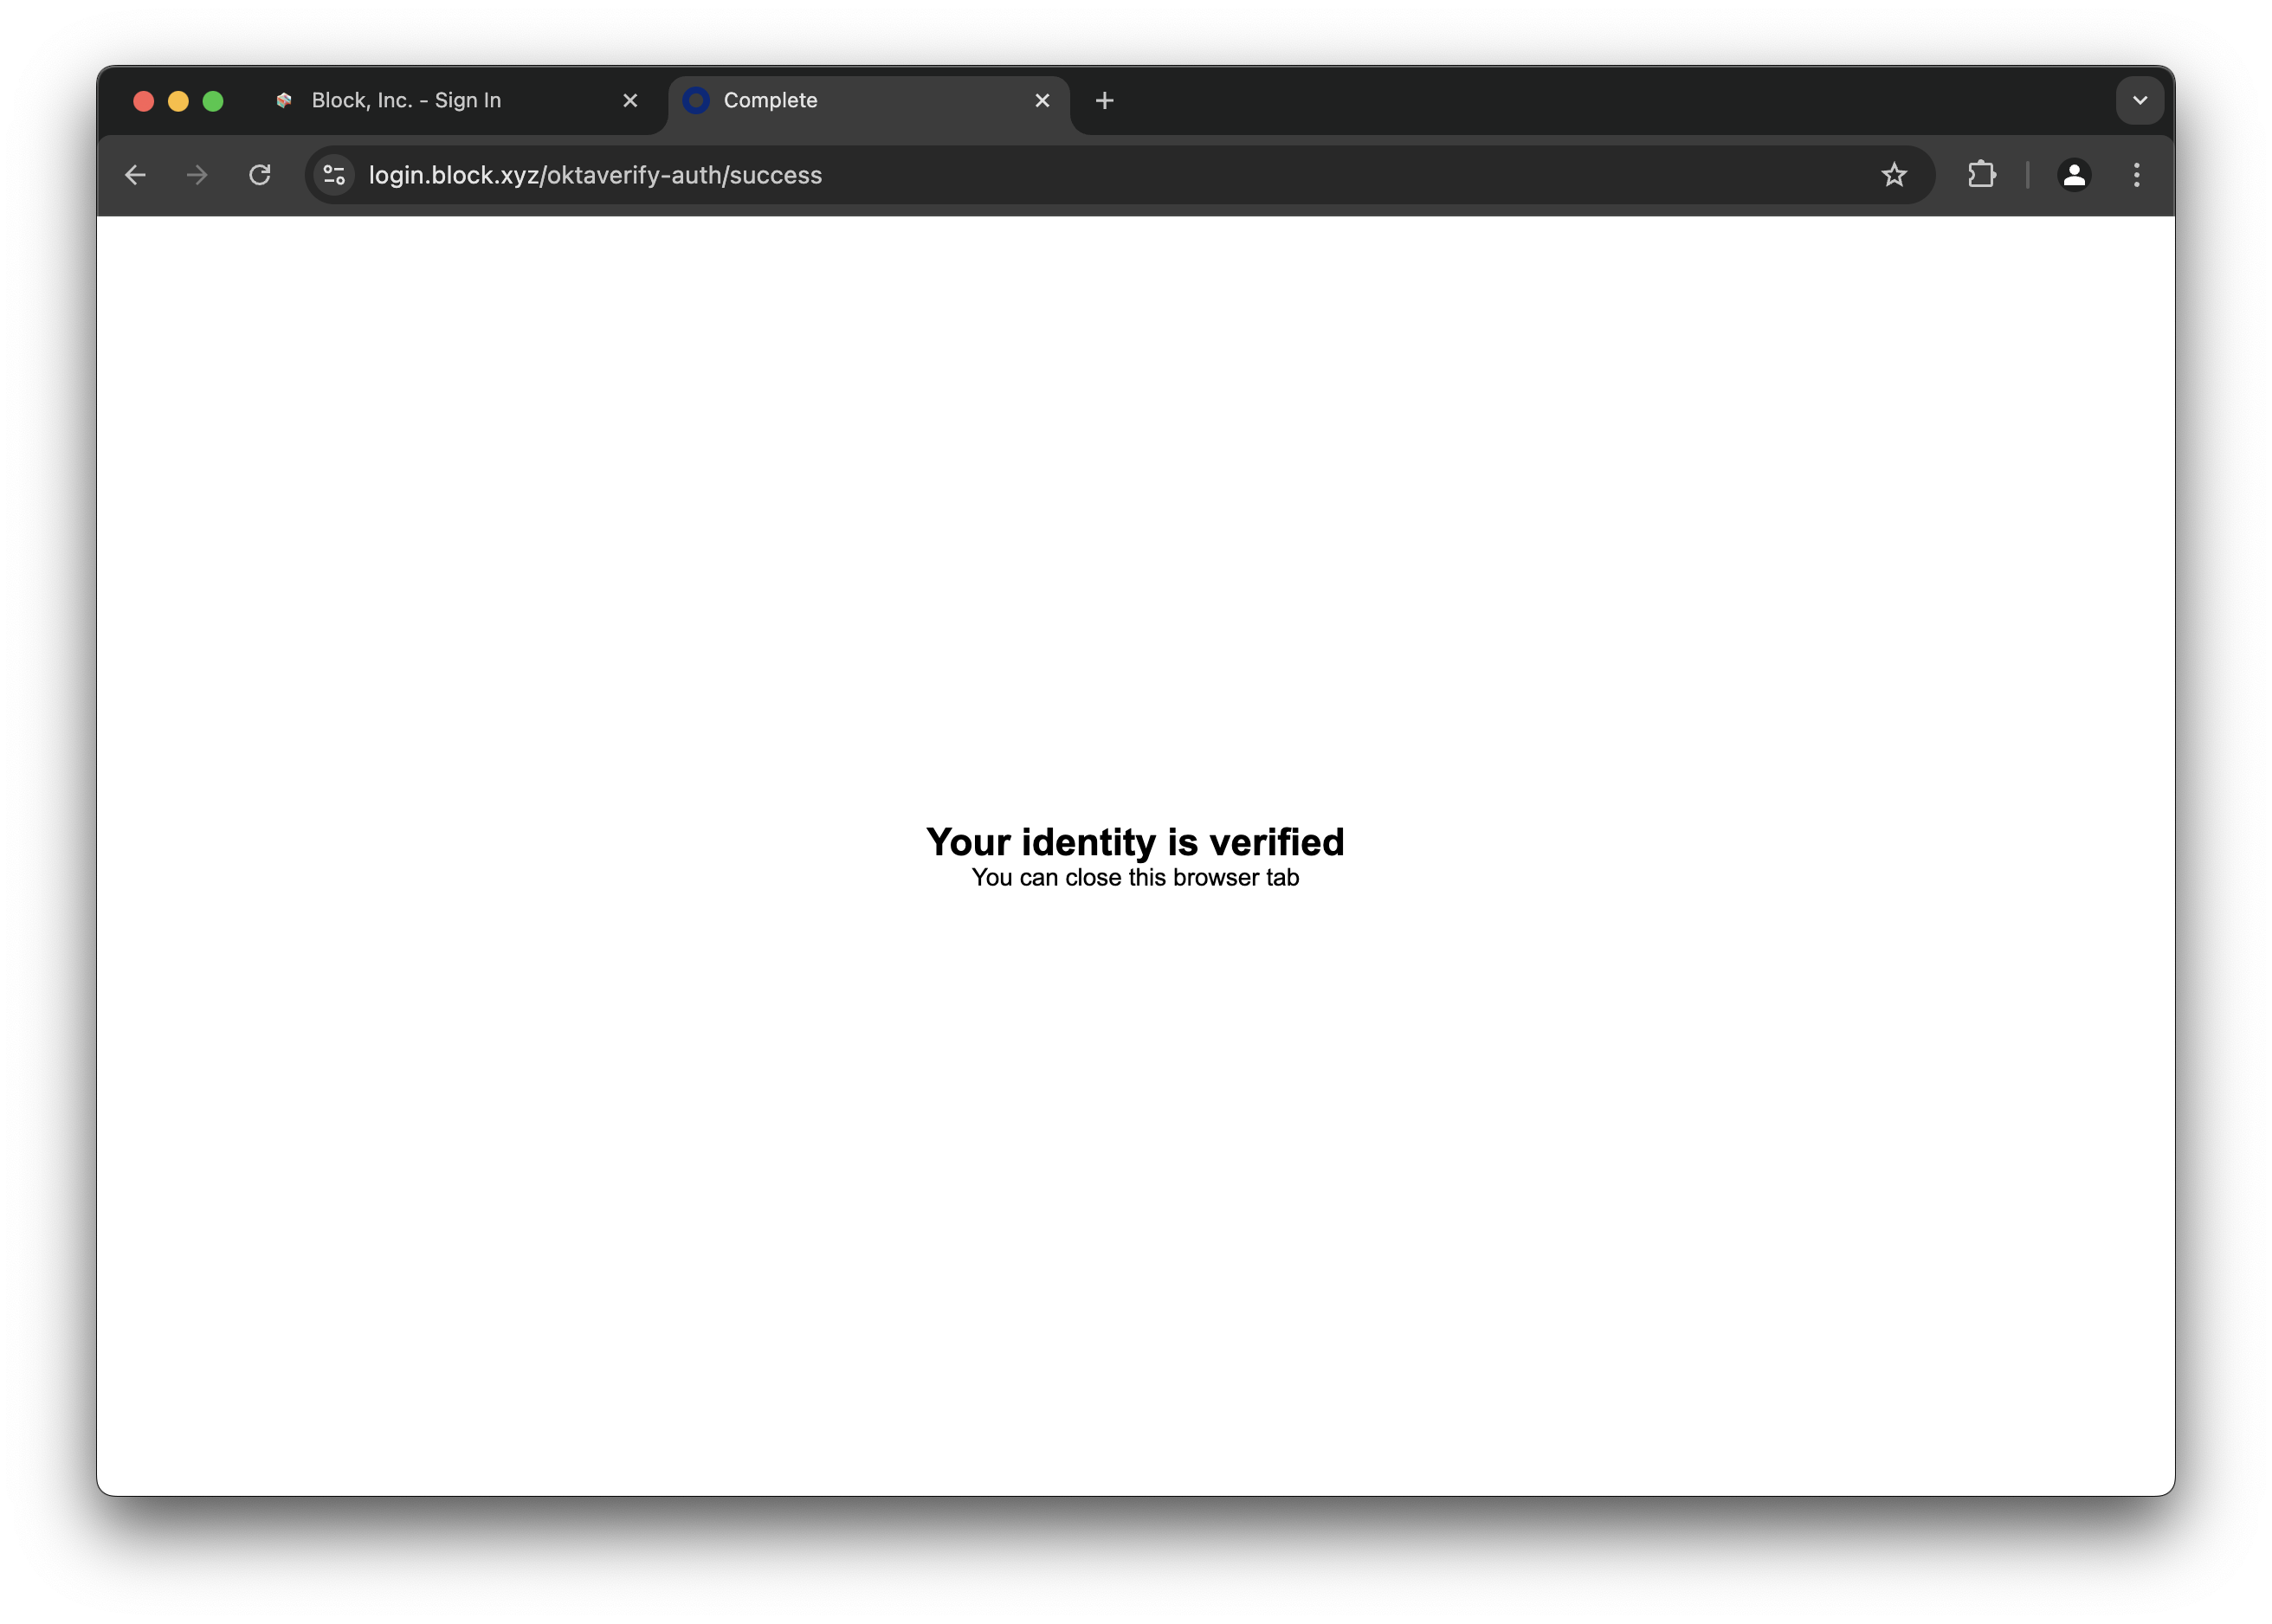 Block, Inc. - Sign In
Complete
login.block.xyz/oktaverify-auth/success
Your identity is verified
You can close this browser tab